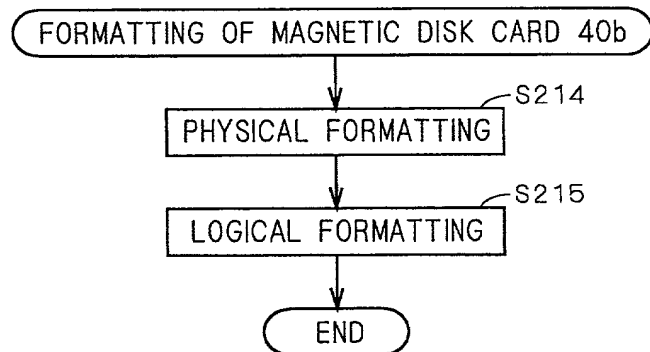 FORMATTING OF MAGNETIC DISK CARD 40b
S214
PHYSICAL FORMATTING
S215
LOGICAL FORMATTING
END